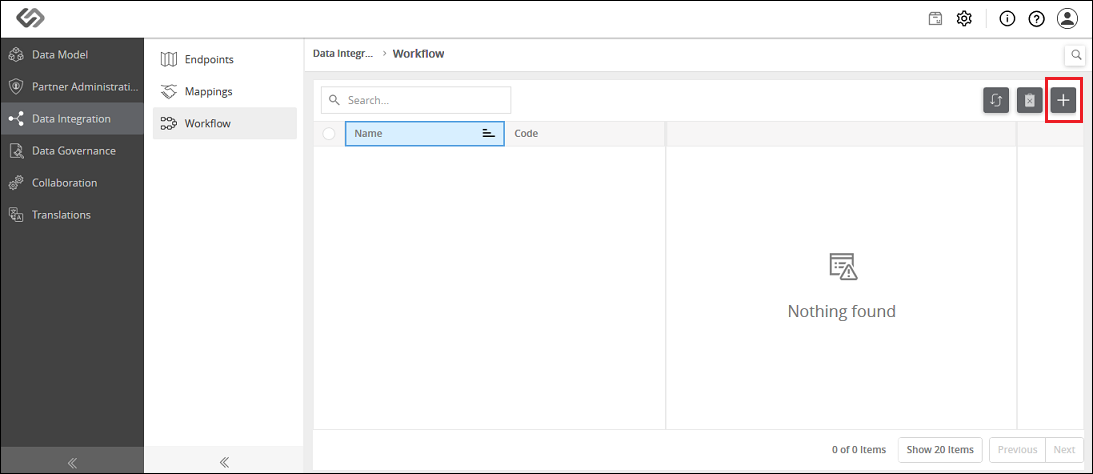 Data Model
Partner Administrati...
Data Integration
Data Governance
Collaboration
Translations
Endpoints
Mappings
Workflow
Data Integr... > Workflow
Search...
Name Code
Nothing found
0 of 0 Items Show 20 Items Previous Next